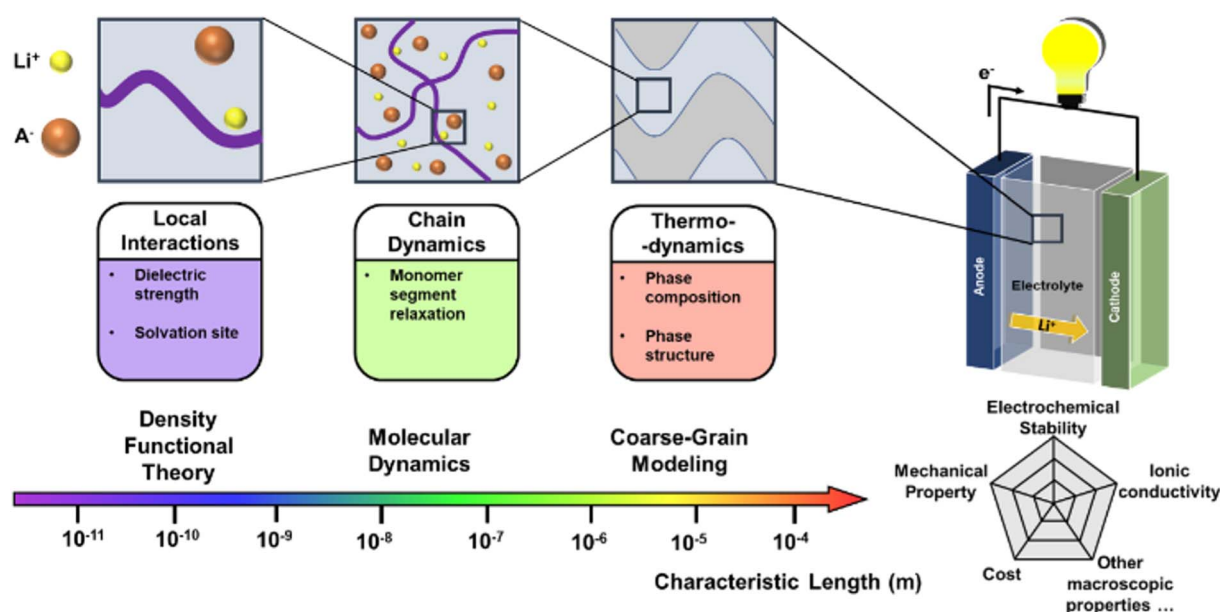 Li⁺
A⁻
e⁻
Local
Interactions
• Dielectric
strength
• Solvation site
Chain
Dynamics
• Monomer
segment
relaxation
Thermo-
-dynamics
• Phase
composition
• Phase
structure
Anode
Electrolyte
Li⁺
Cathode
Density
Functional
Theory
Molecular
Dynamics
Coarse-Grain
Modeling
10⁻¹¹ 10⁻¹⁰ 10⁻⁹ 10⁻⁸ 10⁻⁷ 10⁻⁶ 10⁻⁵ 10⁻⁴
Characteristic Length (m)
Electrochemical
Stability
Mechanical
Property
Ionic
conductivity
Cost
Other
macroscopic
properties ...